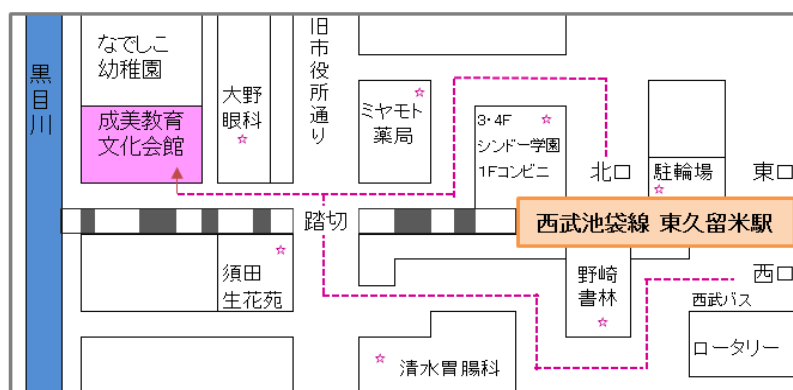 なでしこ
幼稚園
黒目川
成美教育
文化会館
大野
眼科
旧市役所通り
ミヤモト
薬局
3・4F
シンドー学園
1Fコンビニ
北口
駐輪場
東口
踏切
西武池袋線 東久留米駅
須田
生花苑
野崎
書林
西口
西武バス
ロータリー
清水胃腸科